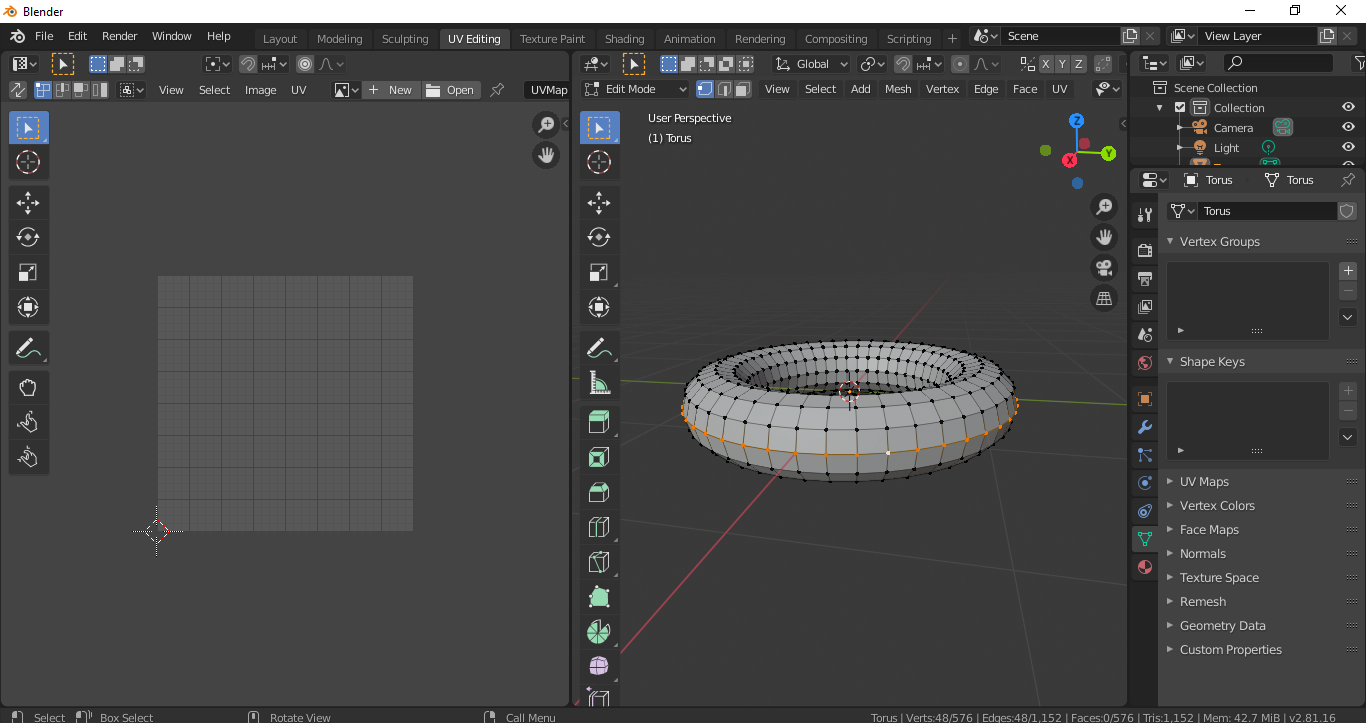 Blender
File Edit Render Window Help Layout Modeling Sculpting UV Editing Texture Paint Shading Animation Rendering Compositing Scripting + Scene View Layer
Global X Y Z
View Select Image UV + New Open UVMap Edit Mode View Select Add Mesh Vertex Edge Face UV
Scene Collection
Collection
Camera
Light
User Perspective
(1) Torus
Z
Y
X
Torus Torus
Torus
Vertex Groups
Shape Keys
UV Maps
Vertex Colors
Face Maps
Normals
Texture Space
Remesh
Geometry Data
Custom Properties
Select Box Select Rotate View Call Menu Torus | Verts:48/576 | Edges:48/1,152 | Faces:0/576 | Tris:1,152 | Mem: 42.7 MiB | v2.81.16